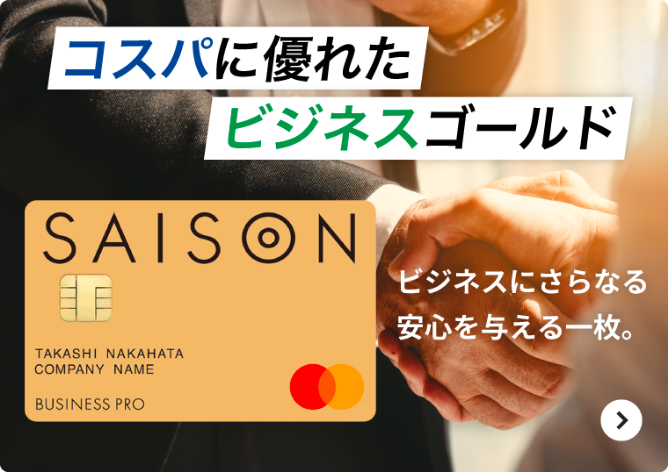 コスパに優れた
ビジネスゴールド
SAISON
ビジネスにさらなる
安心を与える一枚。
TAKASHI NAKAHATA
COMPANY NAME
BUSINESS PRO